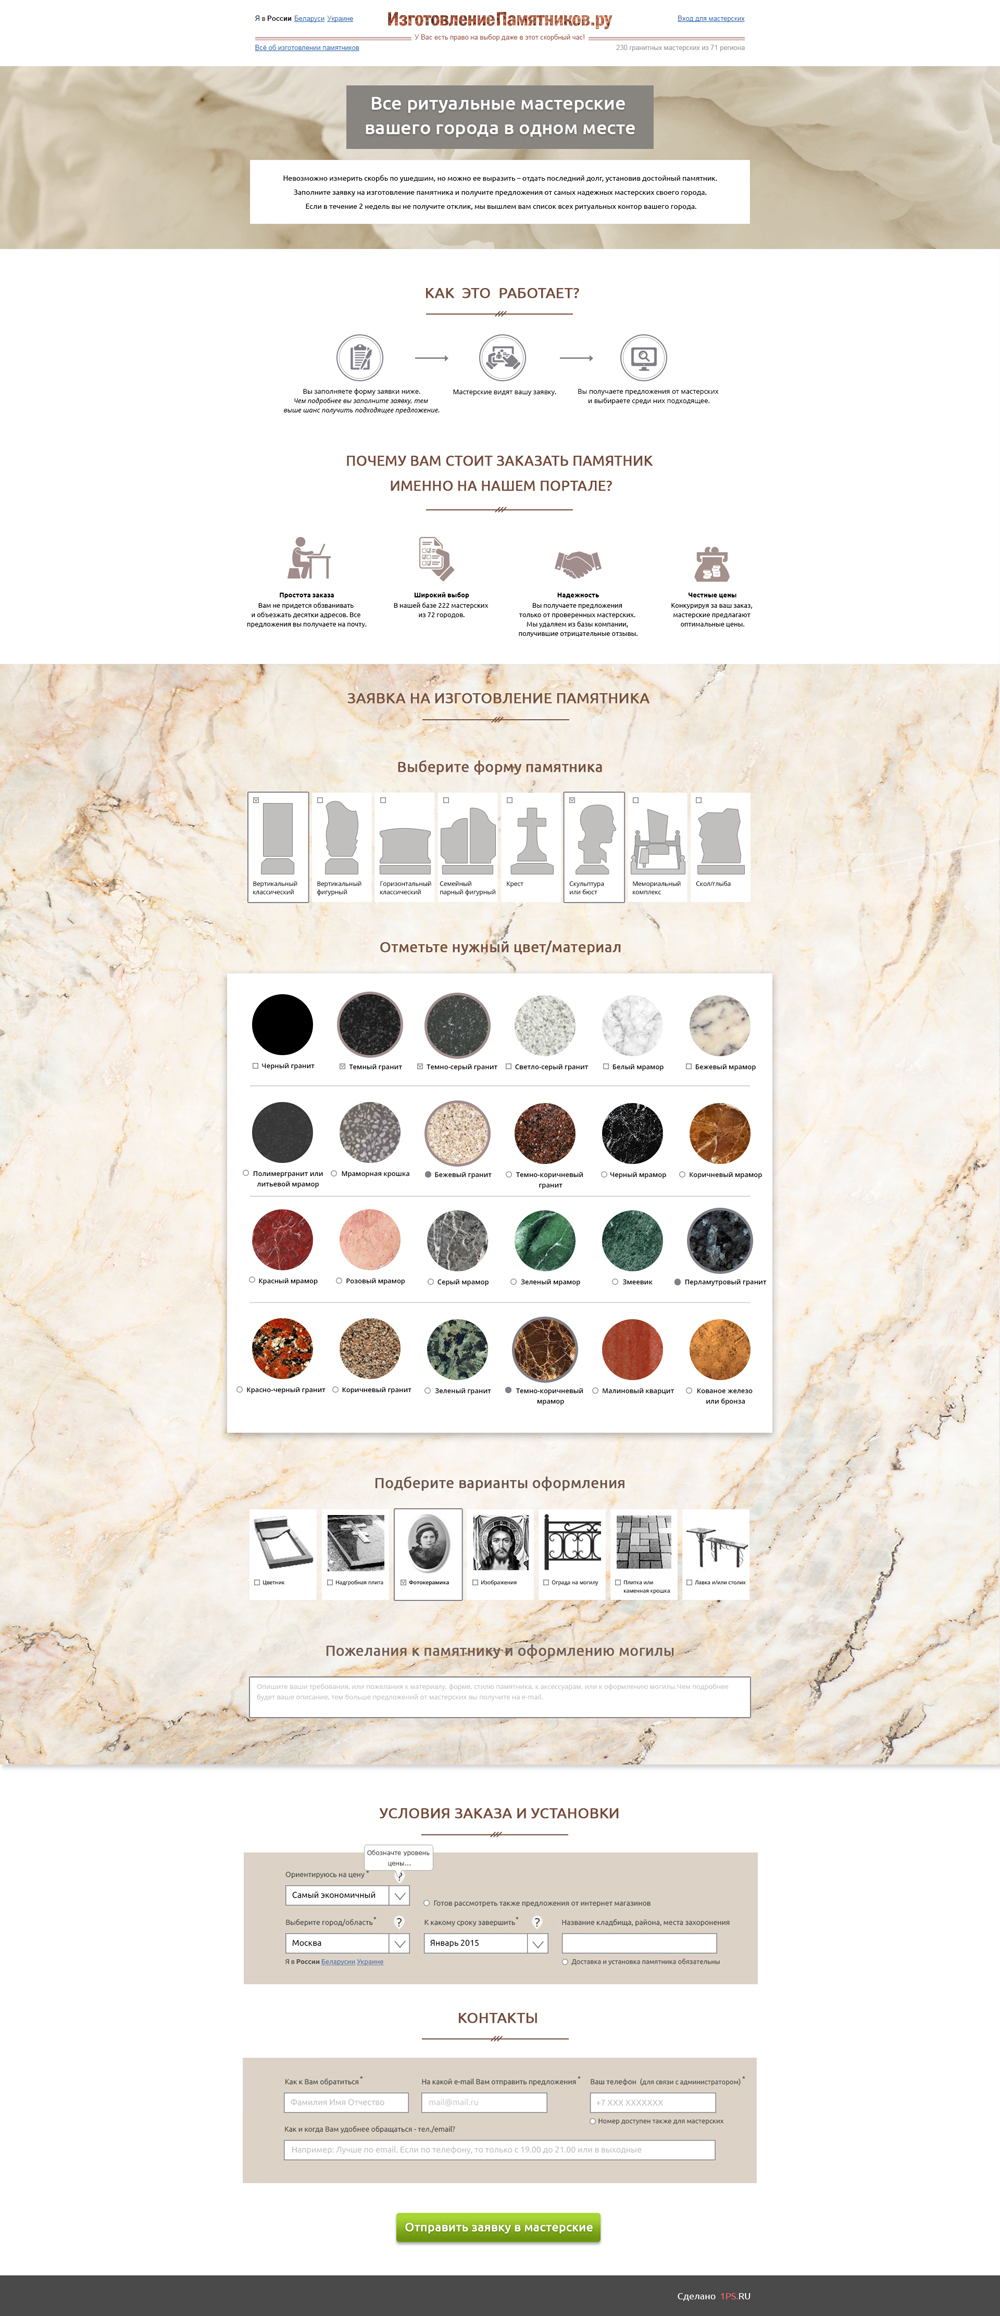 Я в России Беларуси Украине
ИзготовлениеПамятников.ру
Вход для мастерских
У Вас есть право на выбор даже в этот скорбный час!
Всё об изготовлении памятников
230 гранитных мастерских из 71 региона
Все ритуальные мастерские
вашего города в одном месте
Невозможно измерить скорбь по ушедшим, но можно ее выразить – отдать последний долг, установив достойный памятник.
Заполните заявку на изготовление памятника и получите предложения от самых надежных мастерских своего города.
Если в течение 2 недель вы не получите отклик, мы вышлем вам список всех ритуальных контор вашего города.
КАК ЭТО РАБОТАЕТ?
Вы заполняете форму заявки ниже.
Чем подробнее вы заполните заявку, тем
выше шанс получить подходящее предложение.
Мастерские видят вашу заявку.
Вы получаете предложения от мастерских
и выбираете среди них подходящее.
ПОЧЕМУ ВАМ СТОИТ ЗАКАЗАТЬ ПАМЯТНИК
ИМЕННО НА НАШЕМ ПОРТАЛЕ?
Простота заказа
Вам не придется обзванивать
и объезжать десятки адресов. Все
предложения вы получаете на почту.
Широкий выбор
В нашей базе 222 мастерских
из 72 городов.
Надежность
Вы получаете предложения
только от проверенных мастерских.
Мы удаляем из базы компании,
получившие отрицательные отзывы.
Честные цены
Конкурируя за ваш заказ,
мастерские предлагают
оптимальные цены.
ЗАЯВКА НА ИЗГОТОВЛЕНИЕ ПАМЯТНИКА
Выберите форму памятника
Вертикальный
классический
Вертикальный
фигурный
Горизонтальный
классический
Семейный
парный фигурный
Крест
Скульптура
или бюст
Мемориальный
комплекс
Скол/глыба
Отметьте нужный цвет/материал
Черный гранит
Темный гранит
Темно-серый гранит
Светло-серый гранит
Белый мрамор
Бежевый мрамор
Полимергранит или
литьевой мрамор
Мраморная крошка
Бежевый гранит
Темно-коричневый
гранит
Черный мрамор
Коричневый мрамор
Красный мрамор
Розовый мрамор
Серый мрамор
Зеленый мрамор
Змеевик
Перламутровый гранит
Красно-черный гранит
Коричневый гранит
Зеленый гранит
Темно-коричневый
мрамор
Малиновый кварцит
Кованое железо
или бронза
Подберите варианты оформления
Цветник
Надгробная плита
Фотокерамика
Изображения
Ограда на могилу
Плитка или
каменная крошка
Лавка и/или столик
Пожелания к памятнику и оформлению могилы
Опишите ваши требования, или пожелания к материалу, форме, стилю памятника, к аксессуарам, или к оформлению могилы.Чем подробнее
будет ваше описание, тем больше предложений от мастерских вы получите на e-mail.
УСЛОВИЯ ЗАКАЗА И УСТАНОВКИ
Обозначте уровень
цены...
Ориентируюсь на цену* ?
Самый экономичный
Готов рассмотреть также предложения от интернет магазинов
Выберите город/область* ?
К какому сроку завершить* ?
Название кладбища, района, места захоронения
Москва
Январь 2015
Я в России Беларусии Украине
Доставка и установка памятника обязательны
КОНТАКТЫ
Как к Вам обратиться*
На какой e-mail Вам отправить предложения*
Ваш телефон (для связи с администратором)*
Фамилия Имя Отчество
mail@mail.ru
+7 XXX XXXXXXX
Номер доступен также для мастерских
Как и когда Вам удобнее обращаться - тел./email?
Например: Лучше по email. Если по телефону, то только с 19.00 до 21.00 или в выходные
Отправить заявку в мастерские
Сделано 1PS.RU